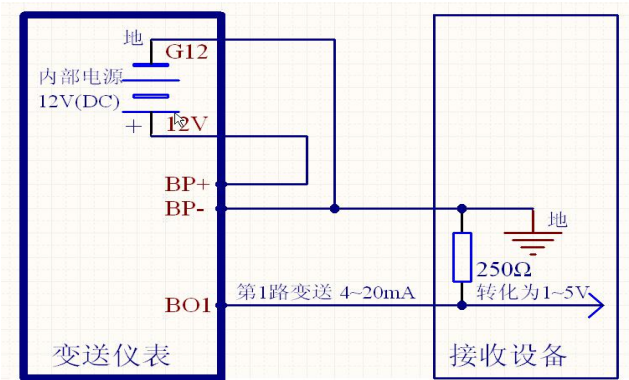 地
G12
内部电源
12V(DC)
+
12V
BP+
BP-
地
250Ω
第1路变送 4~20mA
转化为1~5V
BO1
变送仪表
接收设备